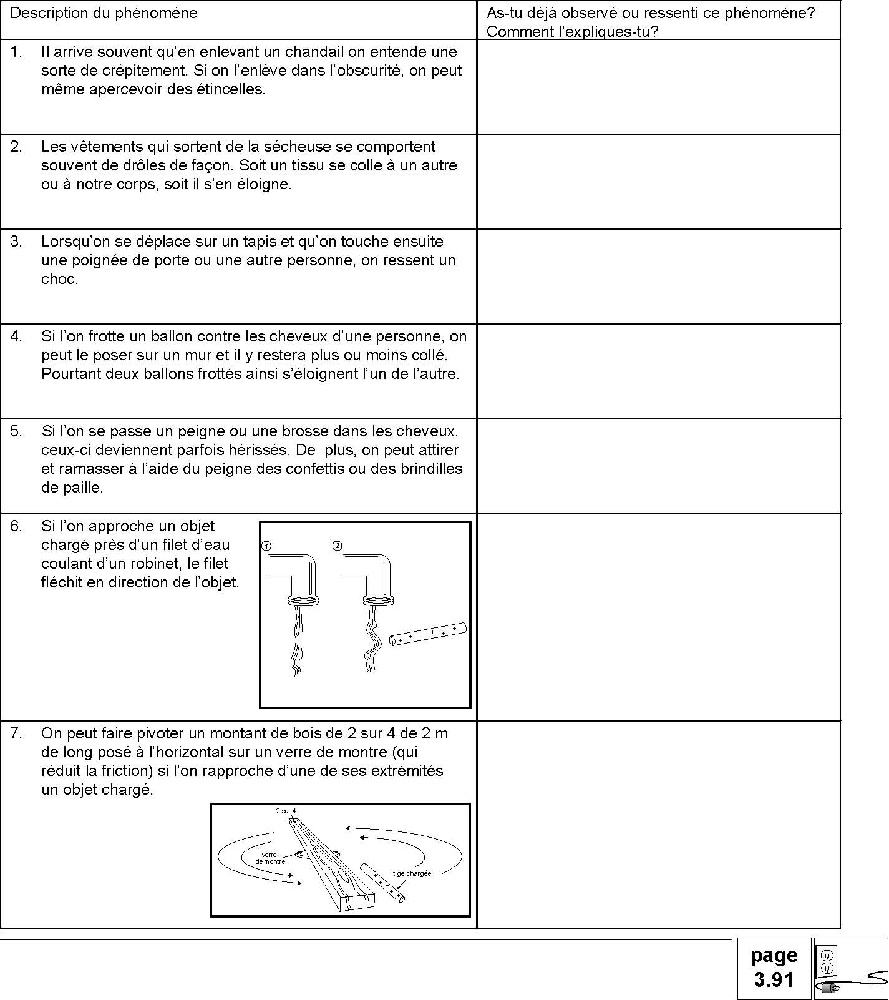 Description du phénomène
As-tu déjà observé ou ressenti ce phénomène?
Comment l’expliques-tu?
1. Il arrive souvent qu’en enlevant un chandail on entende une
sorte de crépitement. Si on l’enlève dans l’obscurité, on peut
même apercevoir des étincelles.
2. Les vêtements qui sortent de la sécheuse se comportent
souvent de drôles de façon. Soit un tissu se colle à un autre
ou à notre corps, soit il s’en éloigne.
3. Lorsqu’on se déplace sur un tapis et qu’on touche ensuite
une poignée de porte ou une autre personne, on ressent un
choc.
4. Si l’on frotte un ballon contre les cheveux d’une personne, on
peut le poser sur un mur et il y restera plus ou moins collé.
Pourtant deux ballons frottés ainsi s’éloignent l’un de l’autre.
5. Si l’on se passe un peigne ou une brosse dans les cheveux,
ceux-ci deviennent parfois hérissés. De  plus, on peut attirer
et ramasser à l’aide du peigne des confettis ou des brindilles
de paille.
6. Si l’on approche un objet
chargé près d’un filet d’eau
coulant d’un robinet, le filet
fléchit en direction de l’objet.
1
2
+ + + + + +
7. On peut faire pivoter un montant de bois de 2 sur 4 de 2 m
de long posé à l’horizontal sur un verre de montre (qui
réduit la friction) si l’on rapproche d’une de ses extrémités
un objet chargé.
2 sur 4
verre
de montre
tige chargée
+ + + + + +
page
3.91